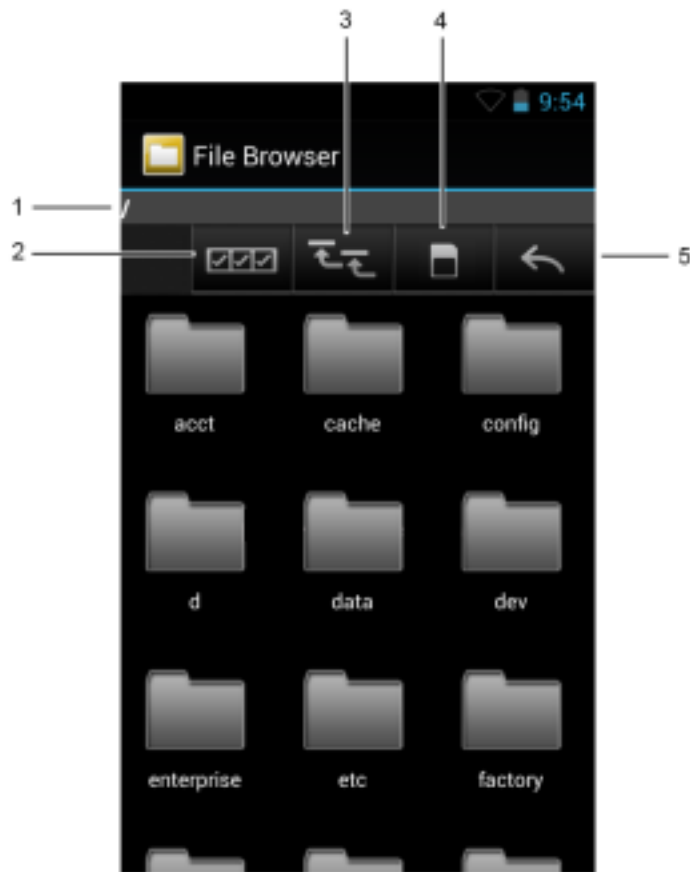 3 4
9:54
File Browser
1
/
2
5
acct cache config
d data dev
enterprise etc factory